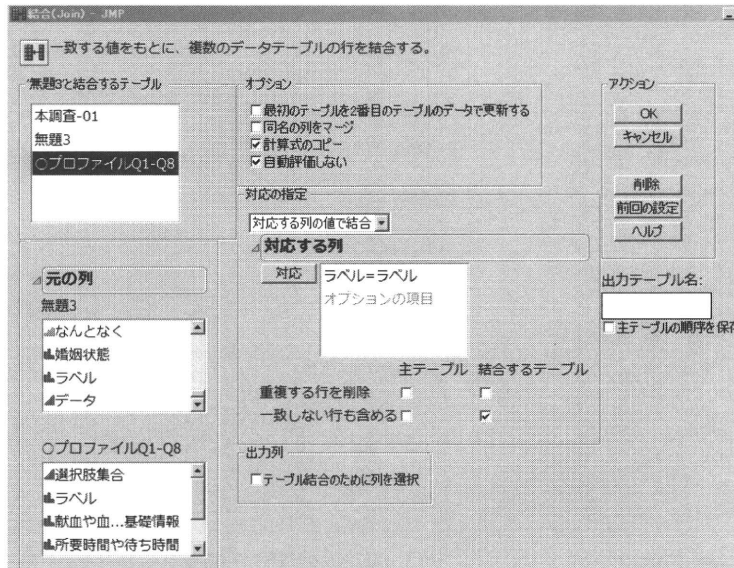 結合(Join) - JMP
一致する値をもとに、複数のデータテーブルの行を結合する。
'無題3'と結合するテーブル
本調査-01
無題3
○プロファイルQ1-Q8
元の列
無題3
なんとなく
婚姻状態
ラベル
データ
○プロファイルQ1-Q8
選択肢集合
ラベル
献血や血...基礎情報
所要時間や待ち時間
オプション
最初のテーブルを2番目のテーブルのデータで更新する
同名の列をマージ
計算式のコピー
自動評価しない
対応の指定
対応する列の値で結合
対応する列
対応
ラベル=ラベル
オプションの項目
主テーブル 結合するテーブル
重複する行を削除
一致しない行も含める
出力列
テーブル結合のために列を選択
アクション
OK
キャンセル
削除
前回の設定
ヘルプ
出力テーブル名:
主テーブルの順序を保存